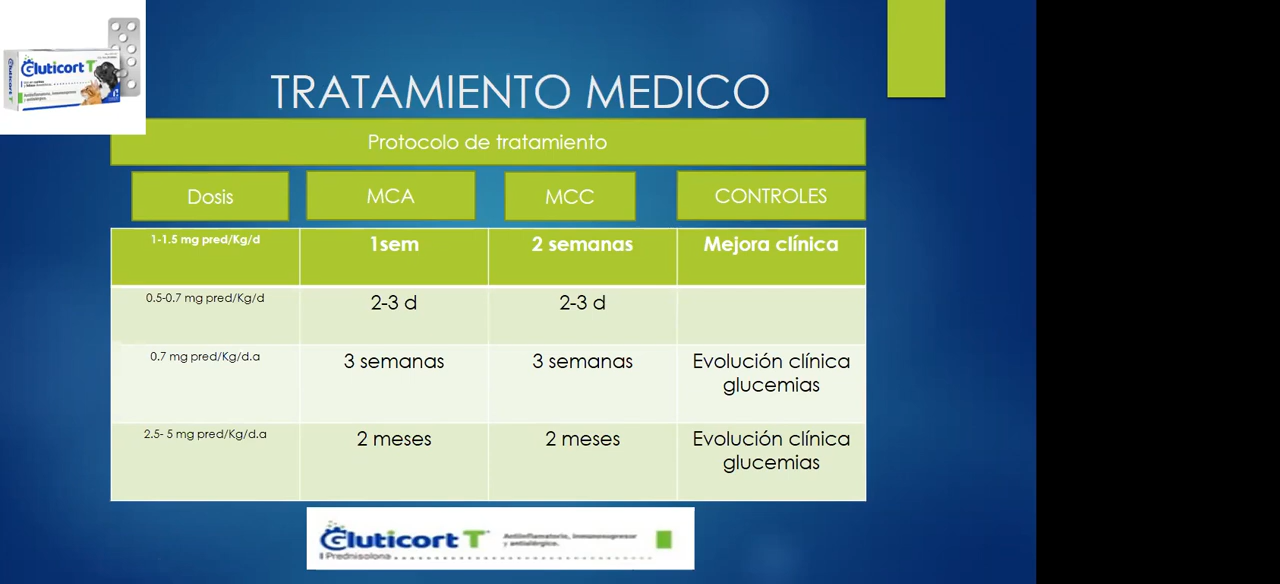 Gluticort T
TRATAMIENTO MEDICO
Protocolo de tratamiento
Dosis
MCA
MCC
CONTROLES
1-1.5 mg pred/Kg/d
1sem
2 semanas
Mejora clínica
0.5-0.7 mg pred/Kg/d
2-3 d
2-3 d
0.7 mg pred/Kg/d.a
3 semanas
3 semanas
Evolución clínica
glucemias
2.5- 5 mg pred/Kg/d.a
2 meses
2 meses
Evolución clínica
glucemias
Gluticort T
Antiinflamatorio, inmunosupresor
y antialérgico.
Prednisolona